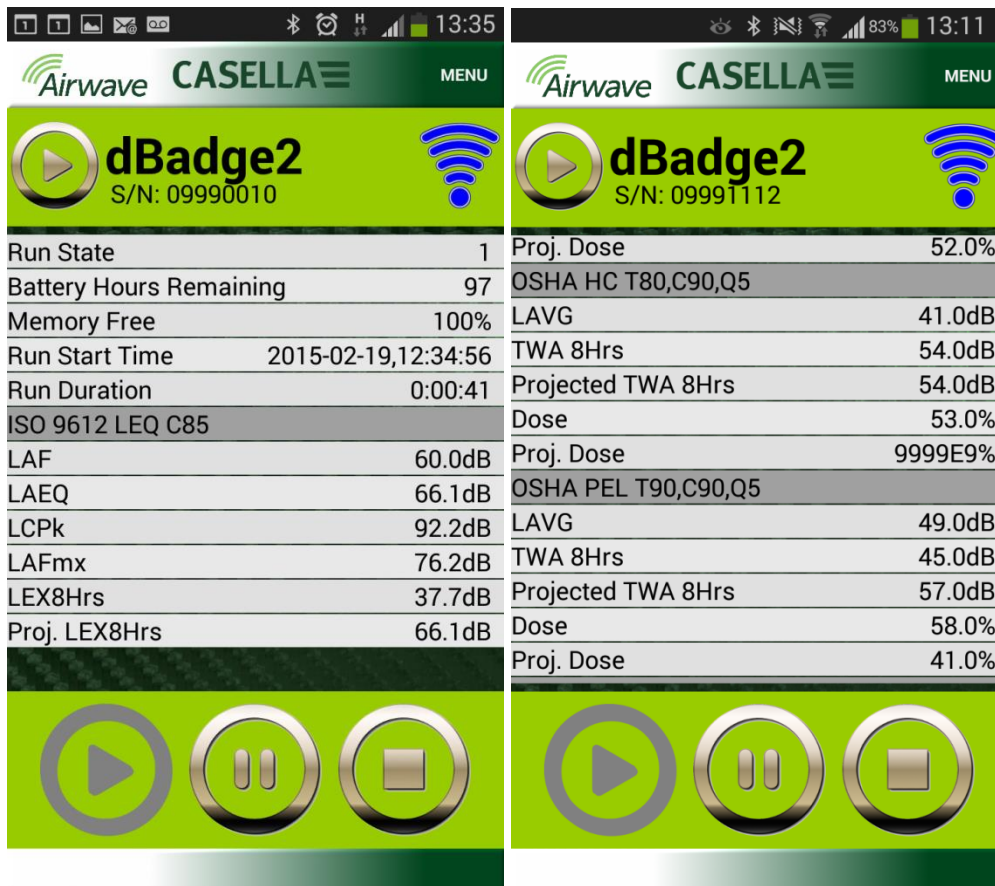 1 1 H 13:35
Airwave CASELLA MENU
dBadge2
S/N: 09990010
Run State 1
Battery Hours Remaining 97
Memory Free 100%
Run Start Time 2015-02-19,12:34:56
Run Duration 0:00:41
ISO 9612 LEQ C85
LAF 60.0dB
LAEQ 66.1dB
LCPk 92.2dB
LAFmx 76.2dB
LEX8Hrs 37.7dB
Proj. LEX8Hrs 66.1dB
83% 13:11
Airwave CASELLA MENU
dBadge2
S/N: 09991112
Proj. Dose 52.0%
OSHA HC T80,C90,Q5
LAVG 41.0dB
TWA 8Hrs 54.0dB
Projected TWA 8Hrs 54.0dB
Dose 53.0%
Proj. Dose 9999E9%
OSHA PEL T90,C90,Q5
LAVG 49.0dB
TWA 8Hrs 45.0dB
Projected TWA 8Hrs 57.0dB
Dose 58.0%
Proj. Dose 41.0%